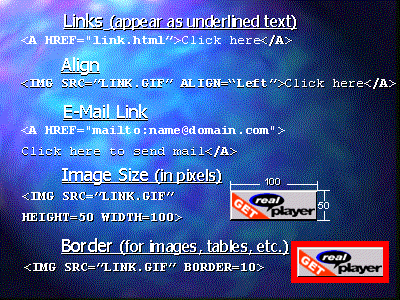 Links (appear as underlined text)
<A HREF="link.html”>Click here</A>
Align
<IMG SRC=“LINK.GIF” ALIGN=“Left”>Click here</A>
E-Mail Link
<A HREF="mailto:name@domain.com">
Click here to send mail</A>
Image Size (in pixels)
<IMG SRC=“LINK.GIF”
HEIGHT=50 WIDTH=100>
100
50
GET real player
Border (for images, tables, etc.)
<IMG SRC=“LINK.GIF” BORDER=10>
GET real player